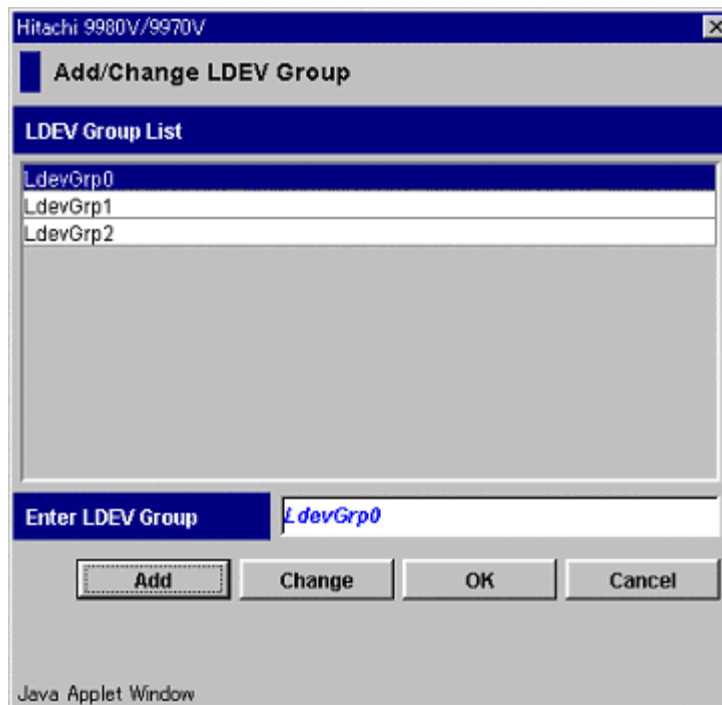 Hitachi 9980V/9970V
Add/Change LDEV Group
LDEV Group List
LdevGrp0
LdevGrp1
LdevGrp2
Enter LDEV Group LdevGrp0
Add Change OK Cancel
Java Applet Window